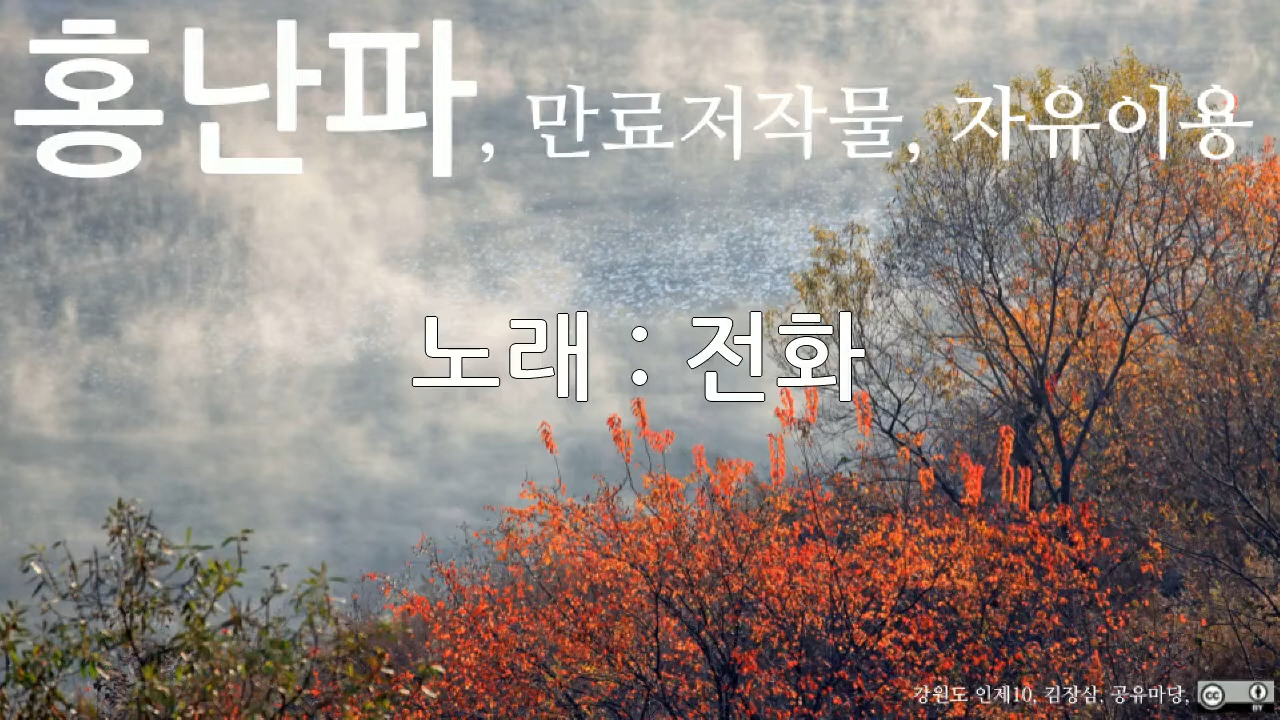 홍난파, 만료저작물, 자유이용
노래 : 전화
강원도 인제10, 김장삼, 공유마당,
cc
BY